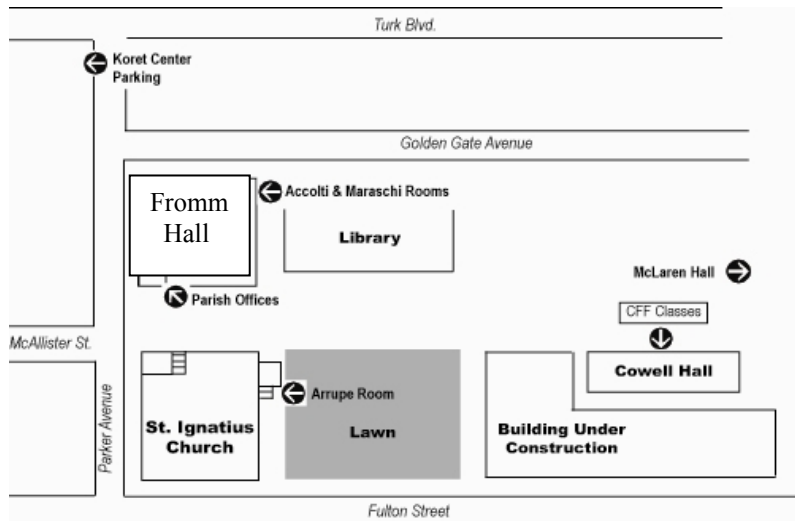 Turk Blvd.
Koret Center
Parking
Golden Gate Avenue
Fromm
Hall
Accolti & Maraschi Rooms
Library
McLaren Hall
Parish Offices
CFF Classes
McAllister St.
Cowell Hall
Parker Avenue
St. Ignatius
Church
Arrupe Room
Lawn
Building Under
Construction
Fulton Street